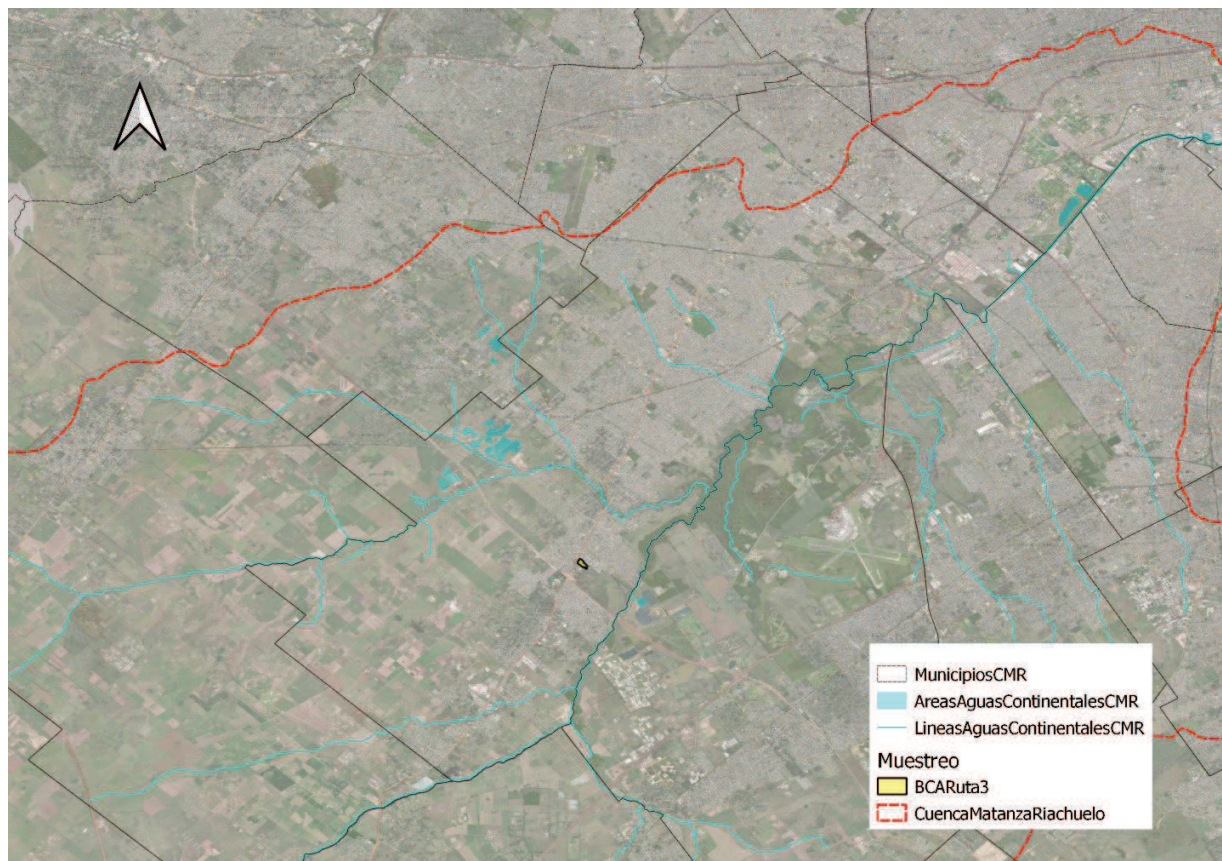 MunicipiosCMR
AreasAguasContinentalesCMR
LineasAguasContinentalesCMR
Muestreo
BCARuta3
CuencaMatanzaRiachuelo